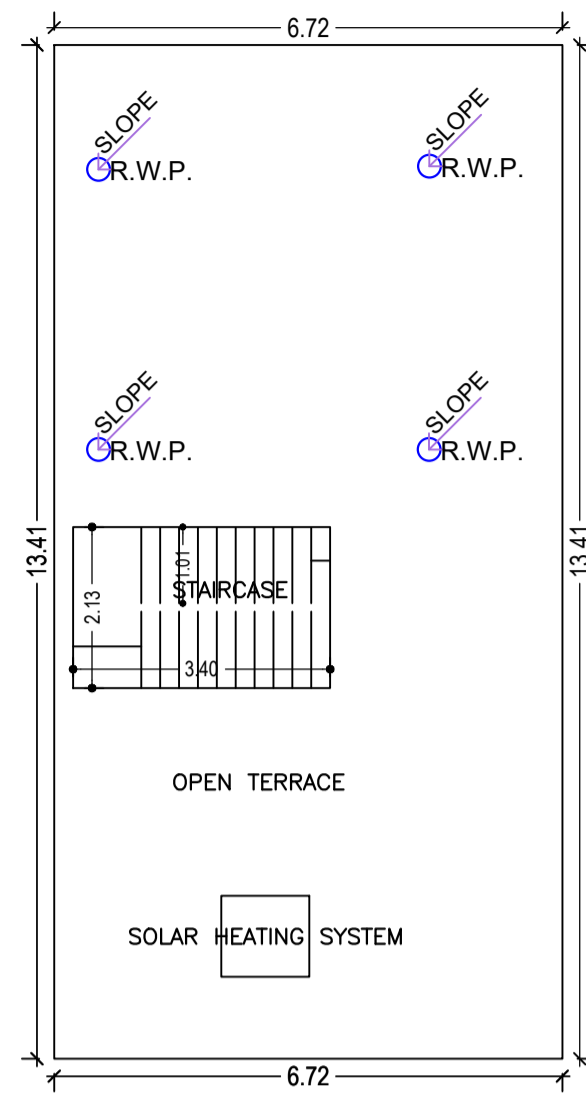 6.72
SLOPE
R.W.P.
SLOPE
R.W.P.
SLOPE
R.W.P.
SLOPE
R.W.P.
13.41
13.41
1.01
STAIRCASE
2.13
3.40
OPEN TERRACE
SOLAR HEATING SYSTEM
6.72